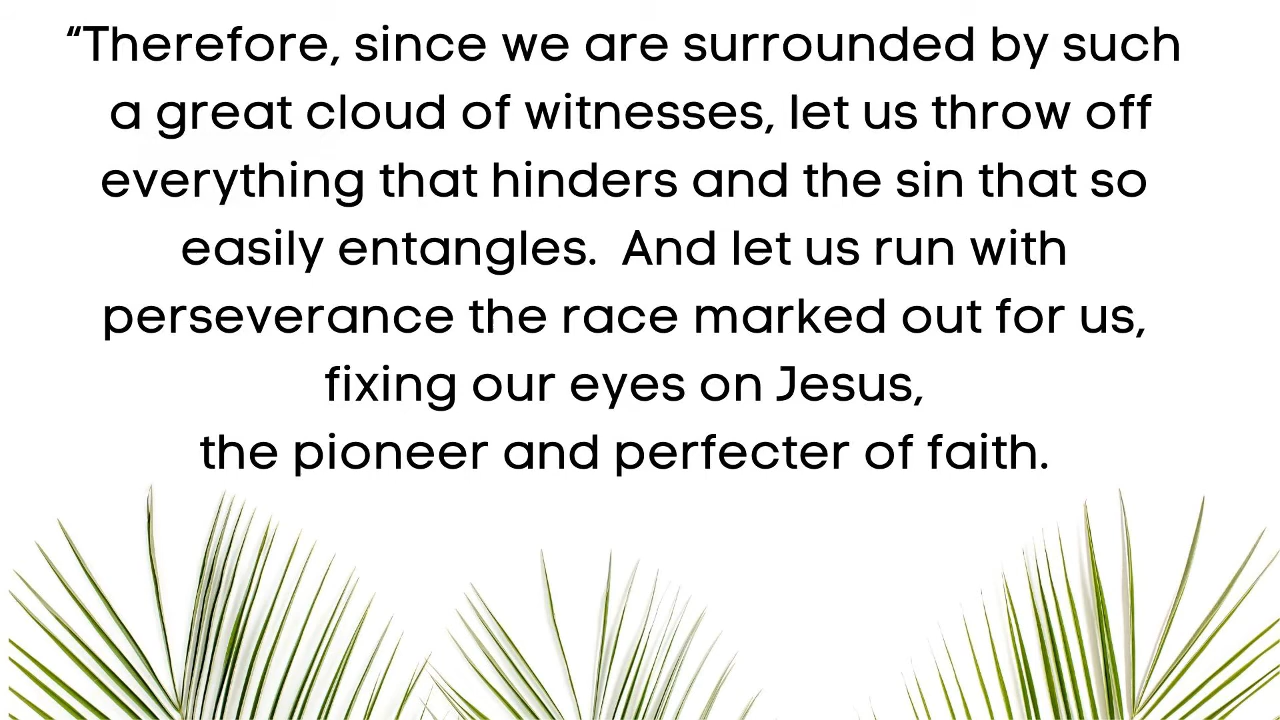 “Therefore, since we are surrounded by such
a great cloud of witnesses, let us throw off
everything that hinders and the sin that so
easily entangles.  And let us run with
perseverance the race marked out for us,
fixing our eyes on Jesus,
the pioneer and perfecter of faith.